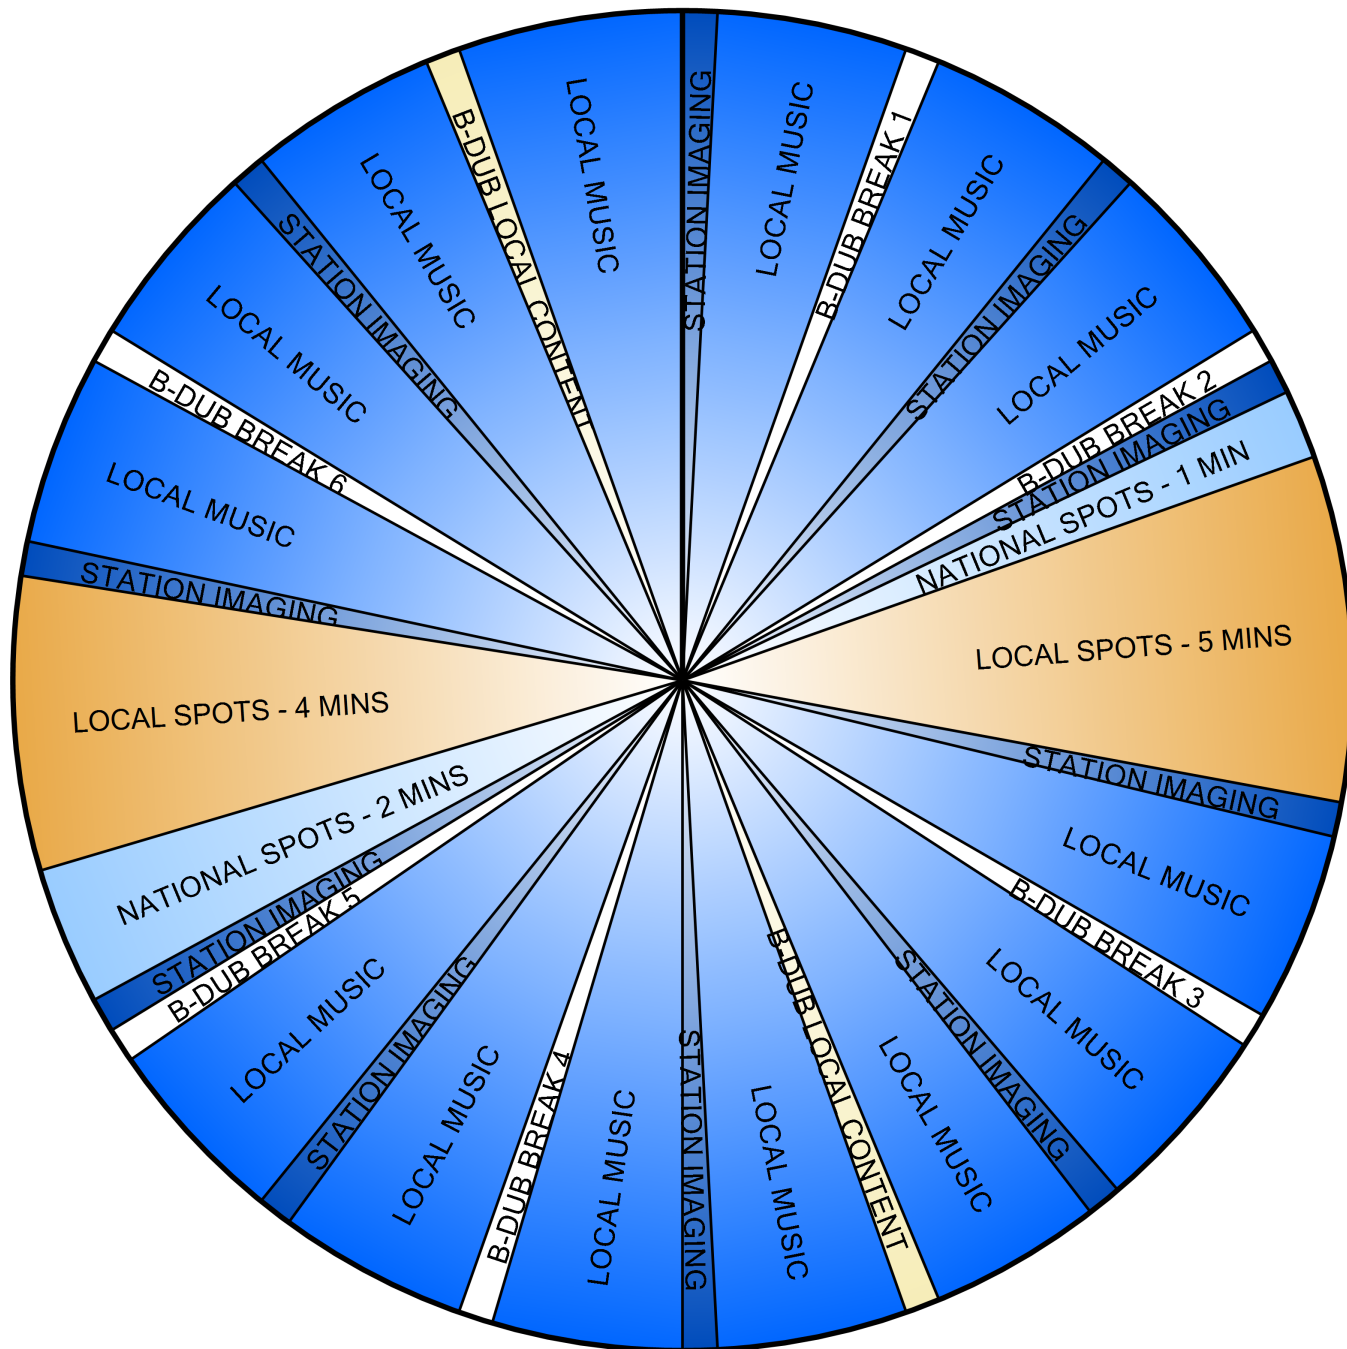 STATION IMAGING
LOCAL MUSIC
B-DUB BREAK 1
LOCAL MUSIC
STATION IMAGING
LOCAL MUSIC
B-DUB BREAK 2
STATION IMAGING
NATIONAL SPOTS - 1 MIN
LOCAL SPOTS - 5 MINS
STATION IMAGING
LOCAL MUSIC
B-DUB BREAK 3
LOCAL MUSIC
STATION IMAGING
LOCAL MUSIC
B-DUB LOCAL CONTENT
LOCAL MUSIC
STATION IMAGING
LOCAL MUSIC
B-DUB BREAK 4
LOCAL MUSIC
STATION IMAGING
LOCAL MUSIC
B-DUB BREAK 5
STATION IMAGING
NATIONAL SPOTS - 2 MINS
LOCAL SPOTS - 4 MINS
STATION IMAGING
LOCAL MUSIC
B-DUB BREAK 6
LOCAL MUSIC
STATION IMAGING
LOCAL MUSIC
B-DUB LOCAL CONTENT
LOCAL MUSIC